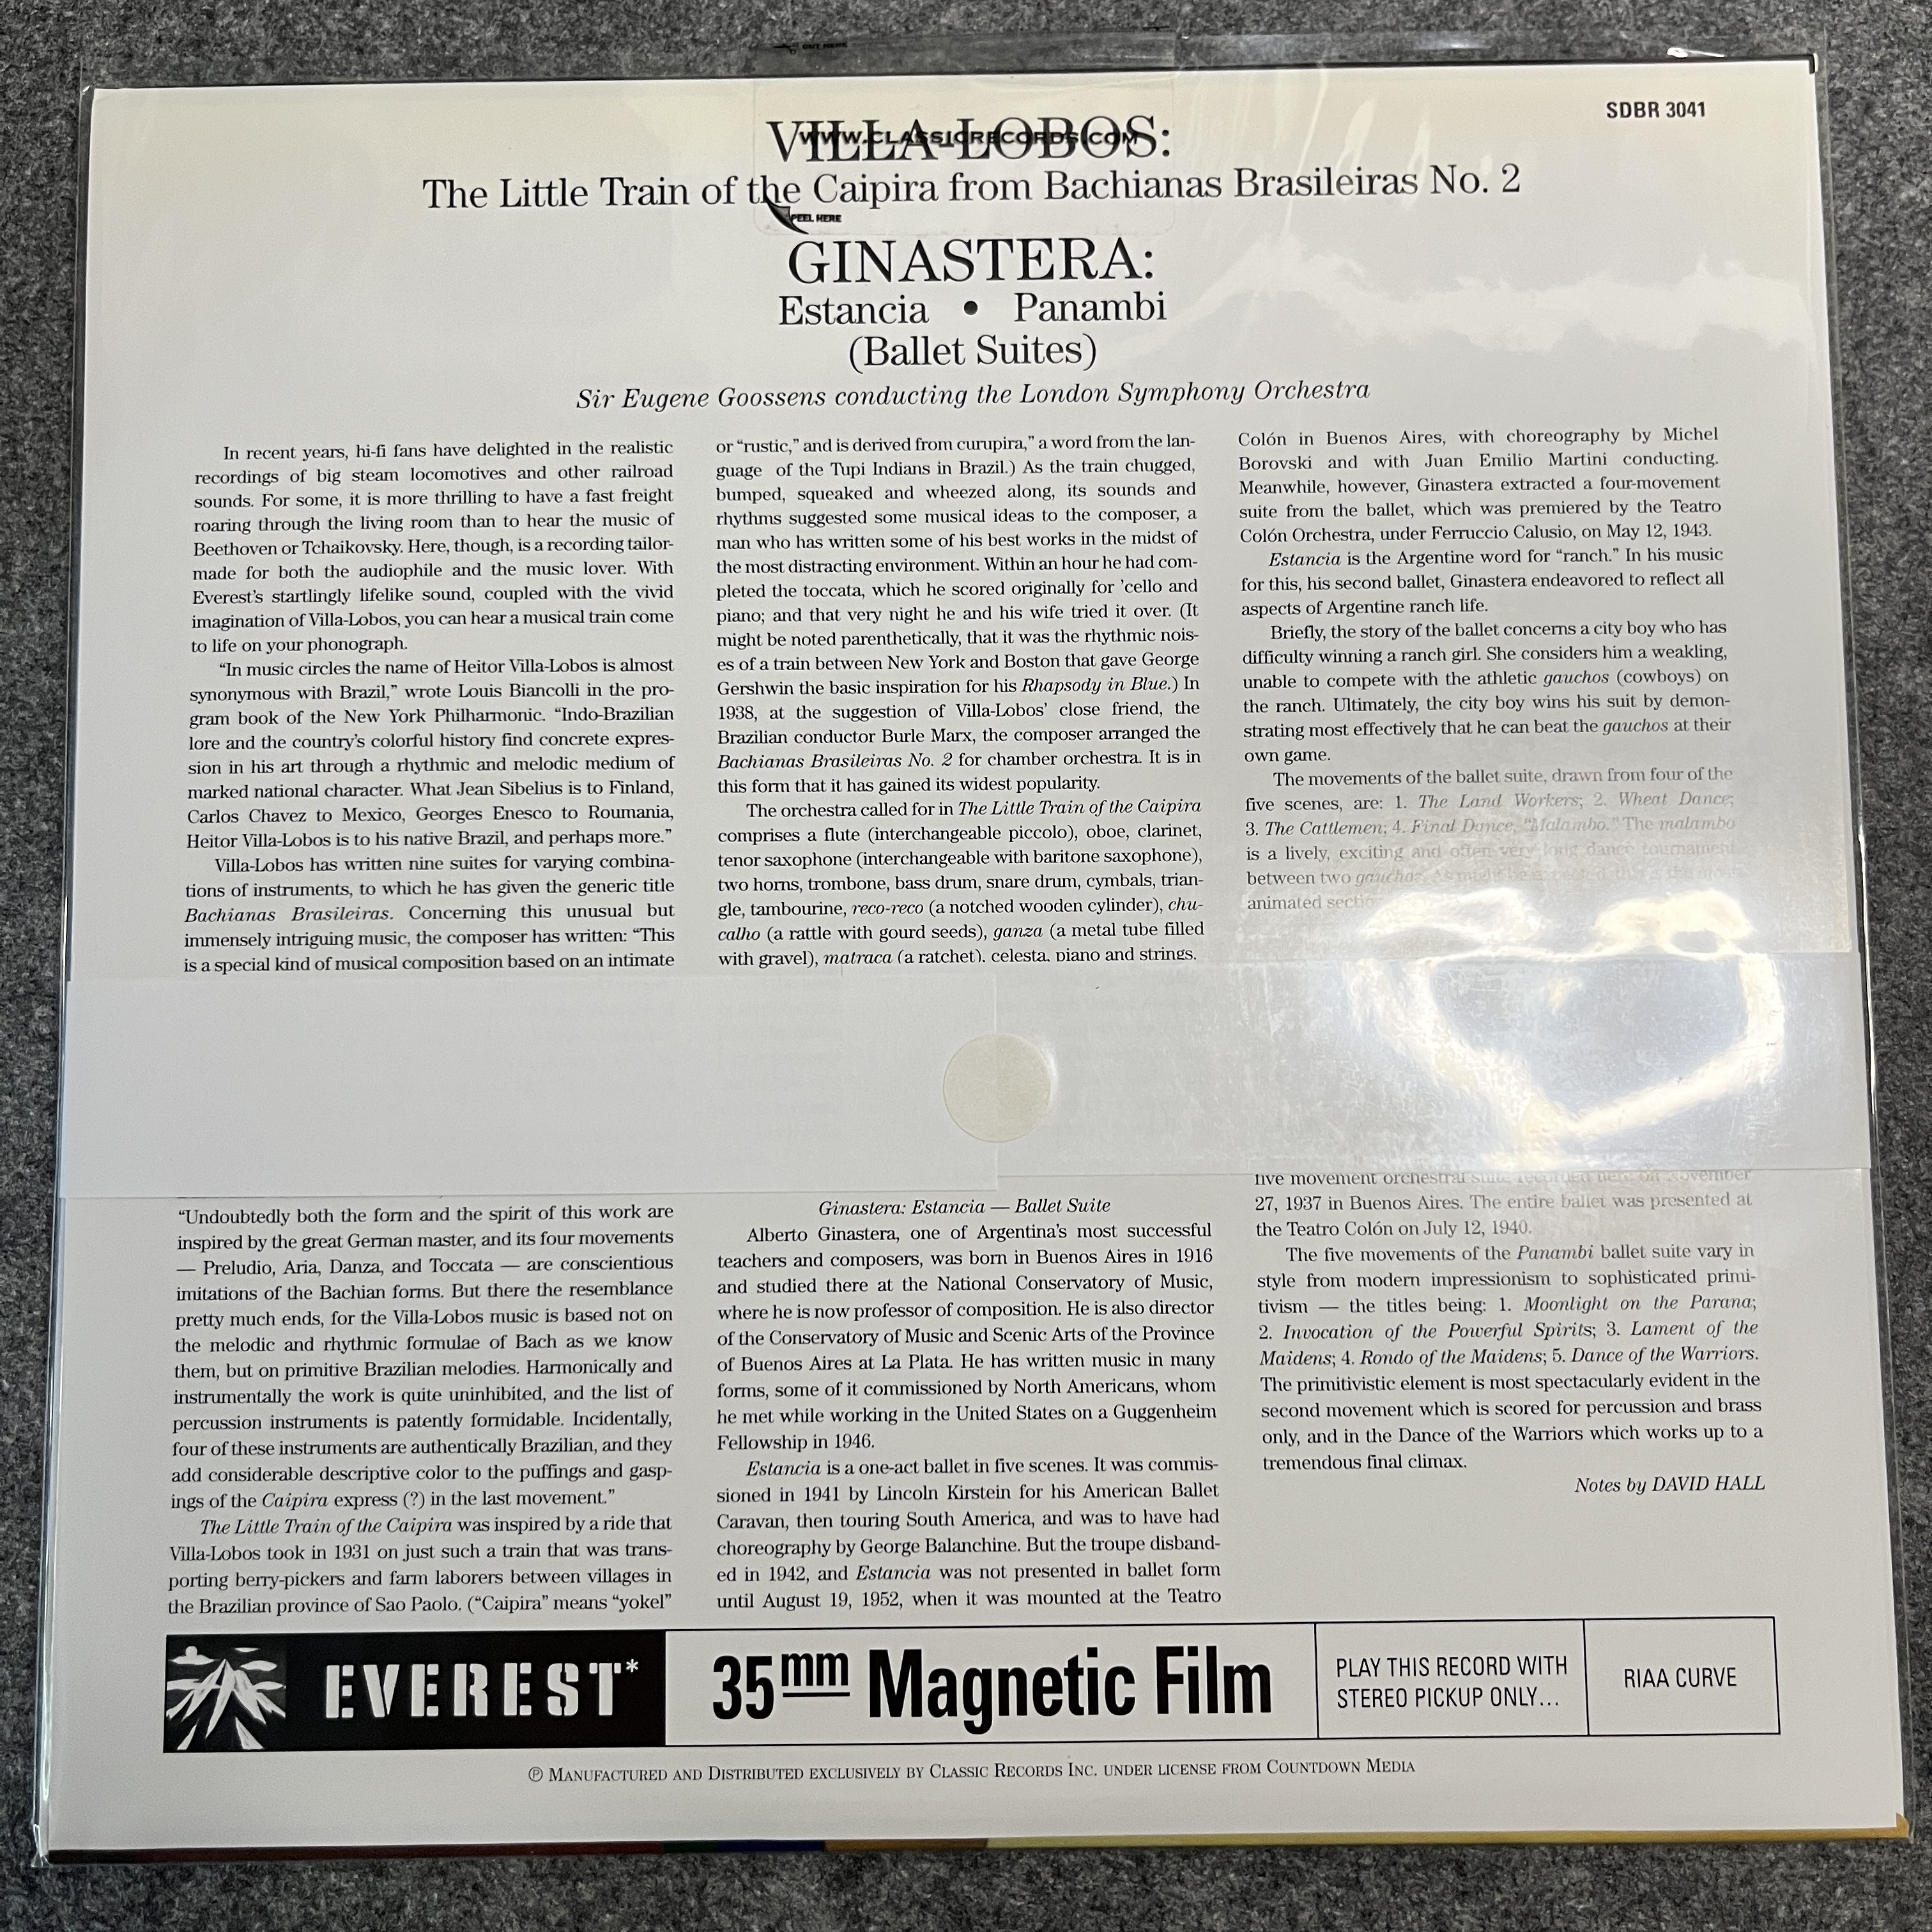 CUT HERE
SDBR 3041
VILLA-LOBOS:
WWW.CLASSICRECORDS.COM
The Little Train of the Caipira from Bachianas Brasileiras No. 2
PEEL HERE
GINASTERA:
Estancia • Panambi
(Ballet Suites)
Sir Eugene Goossens conducting the London Symphony Orchestra
In recent years, hi-fi fans have delighted in the realistic
recordings of big steam locomotives and other railroad
sounds. For some, it is more thrilling to have a fast freight
roaring through the living room than to hear the music of
Beethoven or Tchaikovsky. Here, though, is a recording tailor-
made for both the audiophile and the music lover. With
Everest's startlingly lifelike sound, coupled with the vivid
imagination of Villa-Lobos, you can hear a musical train come
to life on your phonograph.
“In music circles the name of Heitor Villa-Lobos is almost
synonymous with Brazil,” wrote Louis Biancolli in the pro-
gram book of the New York Philharmonic. “Indo-Brazilian
lore and the country's colorful history find concrete expres-
sion in his art through a rhythmic and melodic medium of
marked national character. What Jean Sibelius is to Finland,
Carlos Chavez to Mexico, Georges Enesco to Roumania,
Heitor Villa-Lobos is to his native Brazil, and perhaps more.”
Villa-Lobos has written nine suites for varying combina-
tions of instruments, to which he has given the generic title
Bachianas Brasileiras. Concerning this unusual but
immensely intriguing music, the composer has written: “This
is a special kind of musical composition based on an intimate
“Undoubtedly both the form and the spirit of this work are
inspired by the great German master, and its four movements
— Preludio, Aria, Danza, and Toccata — are conscientious
imitations of the Bachian forms. But there the resemblance
pretty much ends, for the Villa-Lobos music is based not on
the melodic and rhythmic formulae of Bach as we know
them, but on primitive Brazilian melodies. Harmonically and
instrumentally the work is quite uninhibited, and the list of
percussion instruments is patently formidable. Incidentally,
four of these instruments are authentically Brazilian, and they
add considerable descriptive color to the puffings and gasp-
ings of the Caipira express (?) in the last movement.”
The Little Train of the Caipira was inspired by a ride that
Villa-Lobos took in 1931 on just such a train that was trans-
porting berry-pickers and farm laborers between villages in
the Brazilian province of Sao Paolo. (“Caipira” means “yokel”
or “rustic,” and is derived from curupira,” a word from the lan-
guage of the Tupi Indians in Brazil.) As the train chugged,
bumped, squeaked and wheezed along, its sounds and
rhythms suggested some musical ideas to the composer, a
man who has written some of his best works in the midst of
the most distracting environment. Within an hour he had com-
pleted the toccata, which he scored originally for 'cello and
piano; and that very night he and his wife tried it over. (It
might be noted parenthetically, that it was the rhythmic nois-
es of a train between New York and Boston that gave George
Gershwin the basic inspiration for his Rhapsody in Blue.) In
1938, at the suggestion of Villa-Lobos' close friend, the
Brazilian conductor Burle Marx, the composer arranged the
Bachianas Brasileiras No. 2 for chamber orchestra. It is in
this form that it has gained its widest popularity.
The orchestra called for in The Little Train of the Caipira
comprises a flute (interchangeable piccolo), oboe, clarinet,
tenor saxophone (interchangeable with baritone saxophone),
two horns, trombone, bass drum, snare drum, cymbals, trian-
gle, tambourine, reco-reco (a notched wooden cylinder), chu-
calho (a rattle with gourd seeds), ganza (a metal tube filled
with gravel), matraca (a ratchet), celesta, piano and strings.
Ginastera: Estancia — Ballet Suite
Alberto Ginastera, one of Argentina's most successful
teachers and composers, was born in Buenos Aires in 1916
and studied there at the National Conservatory of Music,
where he is now professor of composition. He is also director
of the Conservatory of Music and Scenic Arts of the Province
of Buenos Aires at La Plata. He has written music in many
forms, some of it commissioned by North Americans, whom
he met while working in the United States on a Guggenheim
Fellowship in 1946.
Estancia is a one-act ballet in five scenes. It was commis-
sioned in 1941 by Lincoln Kirstein for his American Ballet
Caravan, then touring South America, and was to have had
choreography by George Balanchine. But the troupe disband-
ed in 1942, and Estancia was not presented in ballet form
until August 19, 1952, when it was mounted at the Teatro
Colón in Buenos Aires, with choreography by Michel
Borovski and with Juan Emilio Martini conducting.
Meanwhile, however, Ginastera extracted a four-movement
suite from the ballet, which was premiered by the Teatro
Colón Orchestra, under Ferruccio Calusio, on May 12, 1943.
Estancia is the Argentine word for “ranch.” In his music
for this, his second ballet, Ginastera endeavored to reflect all
aspects of Argentine ranch life.
Briefly, the story of the ballet concerns a city boy who has
difficulty winning a ranch girl. She considers him a weakling,
unable to compete with the athletic gauchos (cowboys) on
the ranch. Ultimately, the city boy wins his suit by demon-
strating most effectively that he can beat the gauchos at their
own game.
The movements of the ballet suite, drawn from four of the
five scenes, are: 1. The Land Workers; 2. Wheat Dance;
3. The Cattlemen; 4. Final Dance, “Malambo.” The malambo
is a lively, exciting and often very long dance tournament
between two gauchos. As might be expected, this is the most
animated
five movement orchestral suite recorded here on November
27, 1937 in Buenos Aires. The entire ballet was presented at
the Teatro Colón on July 12, 1940.
The five movements of the Panambi ballet suite vary in
style from modern impressionism to sophisticated primi-
tivism — the titles being: 1. Moonlight on the Parana;
2. Invocation of the Powerful Spirits; 3. Lament of the
Maidens; 4. Rondo of the Maidens; 5. Dance of the Warriors.
The primitivistic element is most spectacularly evident in the
second movement which is scored for percussion and brass
only, and in the Dance of the Warriors which works up to a
tremendous final climax.
Notes by DAVID HALL
EVEREST*
35mm Magnetic Film
PLAY THIS RECORD WITH
STEREO PICKUP ONLY...
RIAA CURVE
℗ MANUFACTURED AND DISTRIBUTED EXCLUSIVELY BY CLASSIC RECORDS INC. UNDER LICENSE FROM COUNTDOWN MEDIA